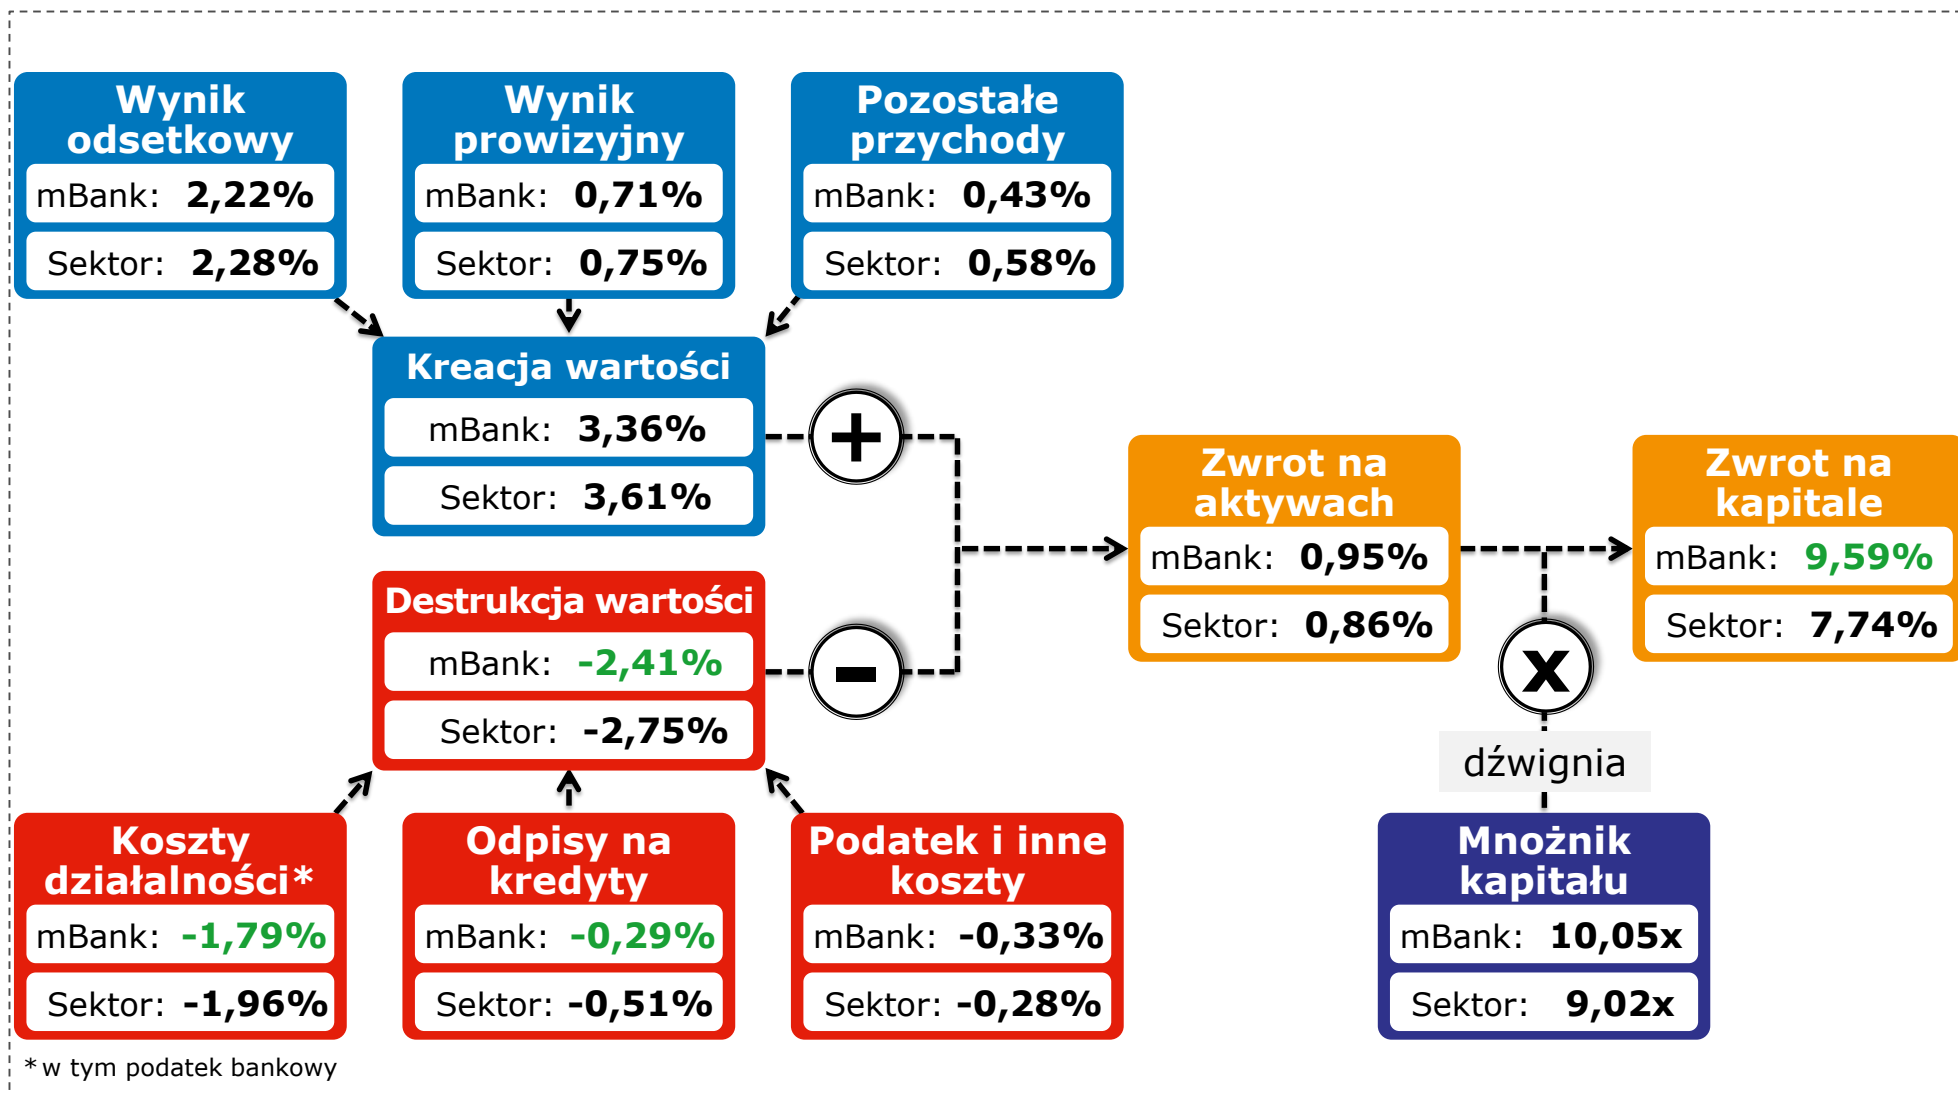 Wynik
odsetkowy
mBank: 2,22%
Sektor: 2,28%
Wynik
prowizyjny
mBank: 0,71%
Sektor: 0,75%
Pozostałe
przychody
mBank: 0,43%
Sektor: 0,58%
Kreacja wartości
mBank: 3,36%
Sektor: 3,61%
+
Destrukcja wartości
mBank: -2,41%
Sektor: -2,75%
-
Zwrot na
aktywach
mBank: 0,95%
Sektor: 0,86%
Zwrot na
kapitale
mBank: 9,59%
Sektor: 7,74%
x
dźwignia
Koszty
działalności*
mBank: -1,79%
Sektor: -1,96%
Odpisy na
kredyty
mBank: -0,29%
Sektor: -0,51%
Podatek i inne
koszty
mBank: -0,33%
Sektor: -0,28%
Mnożnik
kapitału
mBank: 10,05x
Sektor: 9,02x
* w tym podatek bankowy